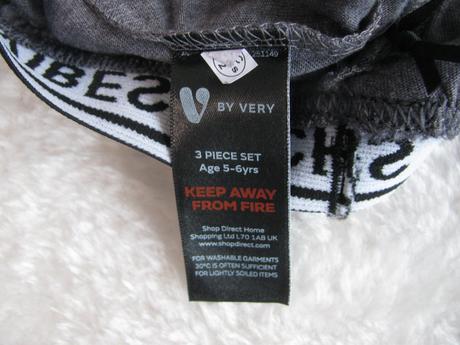 BY VERY
3 PIECE SET
Age 5-6yrs
KEEP AWAY
FROM FIRE
Shop Direct Home
Shopping Ltd L70 1AB UK
www.shopdirect.com
FOR WASHABLE GARMENTS
30°C IS OFTEN SUFFICIENT
FOR LIGHTLY SOILED ITEMS